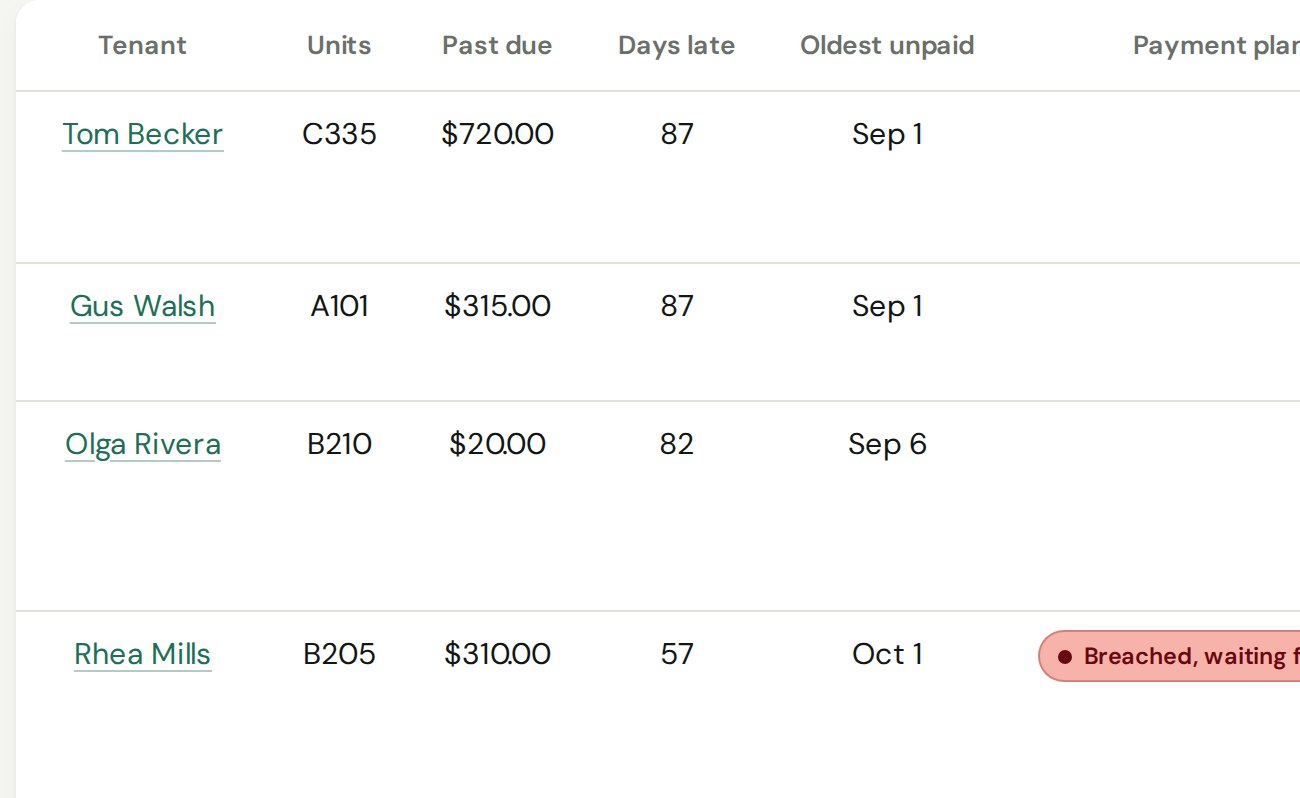 Tenant Units Past due Days late Oldest unpaid Payment plan
Tom Becker C335 $720.00 87 Sep 1
Gus Walsh A101 $315.00 87 Sep 1
Olga Rivera B210 $20.00 82 Sep 6
Rhea Mills B205 $310.00 57 Oct 1 Breached, waiting